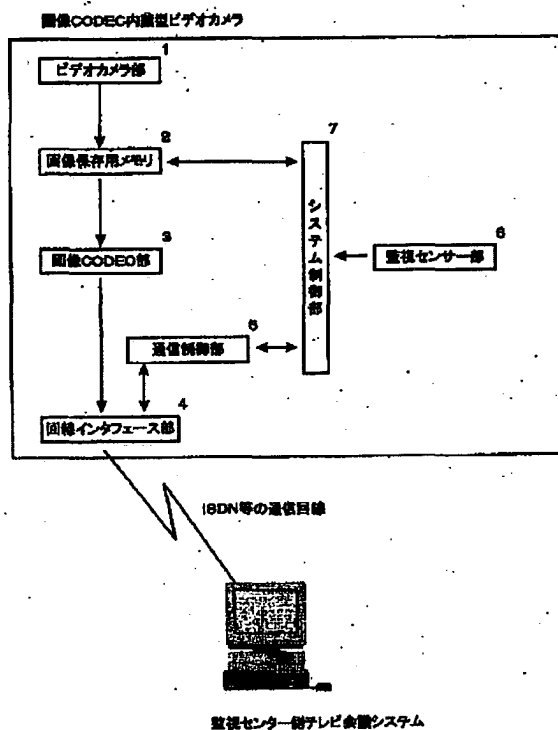 画像CODEC内蔵型ビデオカメラ
1
ビデオカメラ部
2
画像保存用メモリ
7
システム制御部
3
画像CODEC部
6
監視センサー部
5
通信制御部
4
回線インタフェース部
ISDN等の通信回線
監視センター側テレビ会議システム